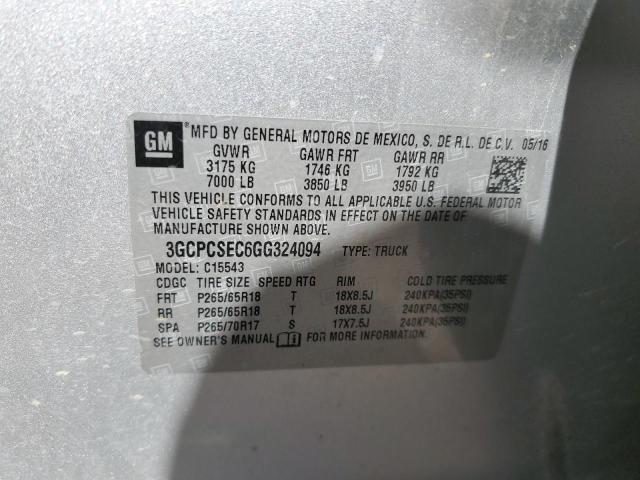 GM MFD BY GENERAL MOTORS DE MEXICO, S. DE R.L. DE C.V. 05/16
GVWR GAWR FRT GAWR RR
3175 KG 1746 KG 1792 KG
7000 LB 3850 LB 3950 LB
THIS VEHICLE CONFORMS TO ALL APPLICABLE U.S. FEDERAL MOTOR
VEHICLE SAFETY STANDARDS IN EFFECT ON THE DATE OF
MANUFACTURE SHOWN ABOVE.
3GCPCSEC6GG324094 TYPE: TRUCK
MODEL: C15543
CDGC TIRE SIZE SPEED RTG RIM COLD TIRE PRESSURE
FRT P265/65R18 T 18X8.5J 240KPA(35PSI)
RR P265/65R18 T 18X8.5J 240KPA(35PSI)
SPA P265/70R17 S 17X7.5J 240KPA(35PSI)
SEE OWNER'S MANUAL FOR MORE INFORMATION.